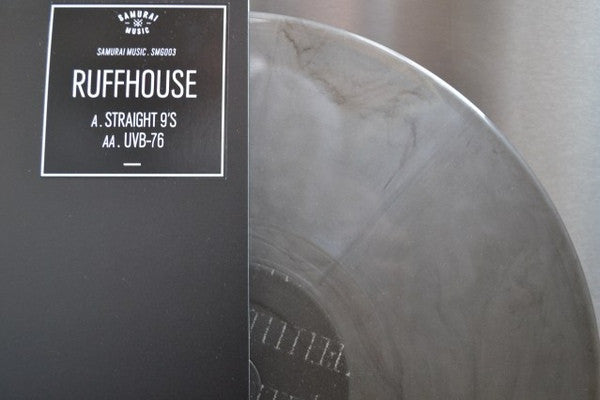 SAMURAI
MUSIC
SAMURAI MUSIC . SMG003
RUFFHOUSE
A . STRAIGHT 9'S
AA . UVB-76